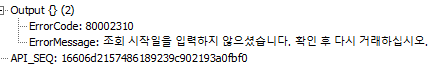 Output {} (2)
ErrorCode: 80002310
ErrorMessage: 조회 시작일을 입력하지 않으셨습니다. 확인 후 다시 거래하십시오.
API_SEQ: 16606d2157486189239c902193a0fbf0